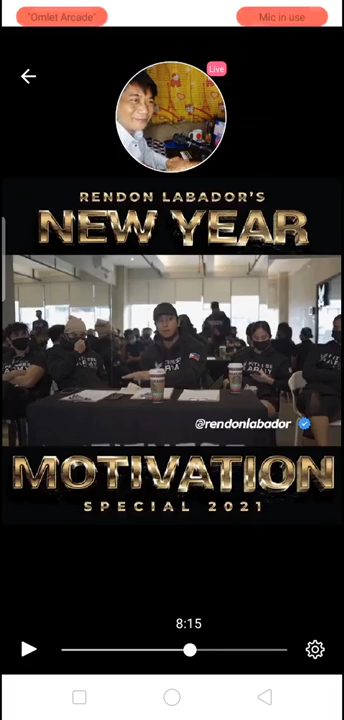 "Omlet Arcade"
Mic in use
Live
RENDON LABADOR'S
NEW YEAR
@rendonlabador
MOTIVATION
SPECIAL 2021
8:15